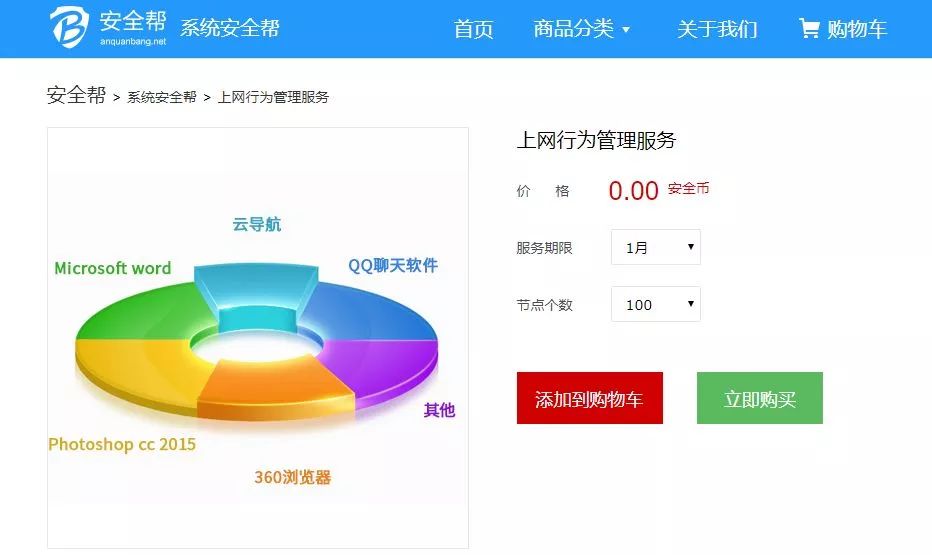 安全帮
anquanbang.net
系统安全帮
首页
商品分类
关于我们
购物车
安全帮 > 系统安全帮 > 上网行为管理服务
云导航
Microsoft word
QQ聊天软件
其他
Photoshop cc 2015
360浏览器
上网行为管理服务
价 格 0.00 安全币
服务期限 1月
节点个数 100
添加到购物车
立即购买